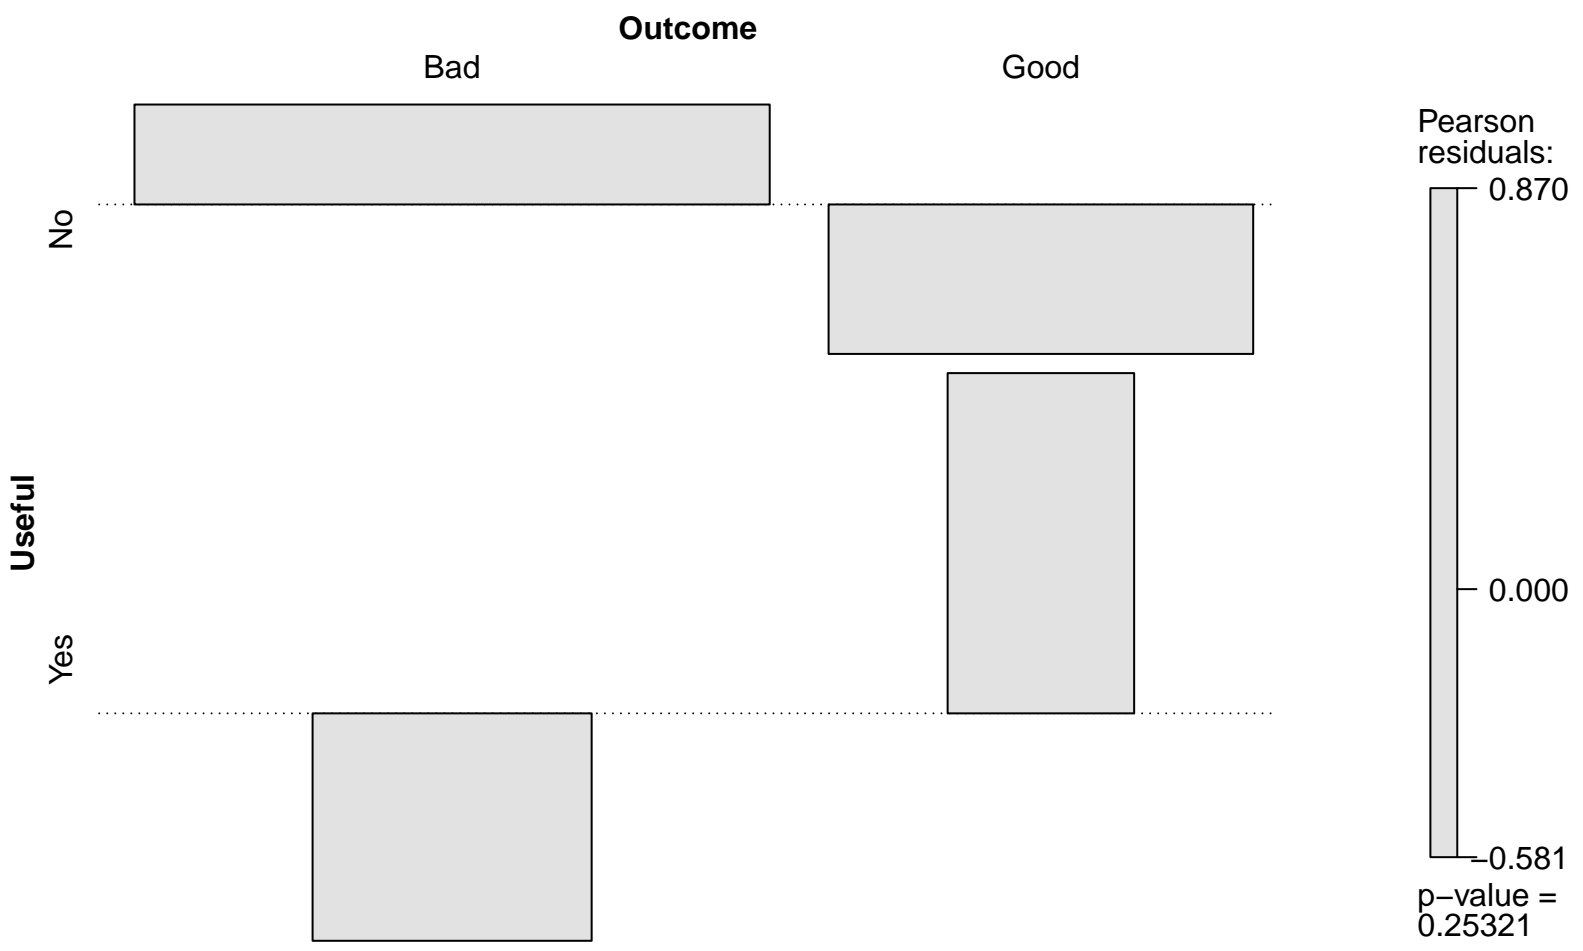 Outcome
Bad
Good
Useful
No
Yes
Pearson
residuals:
0.870
0.000
−0.581
p−value =
0.25321